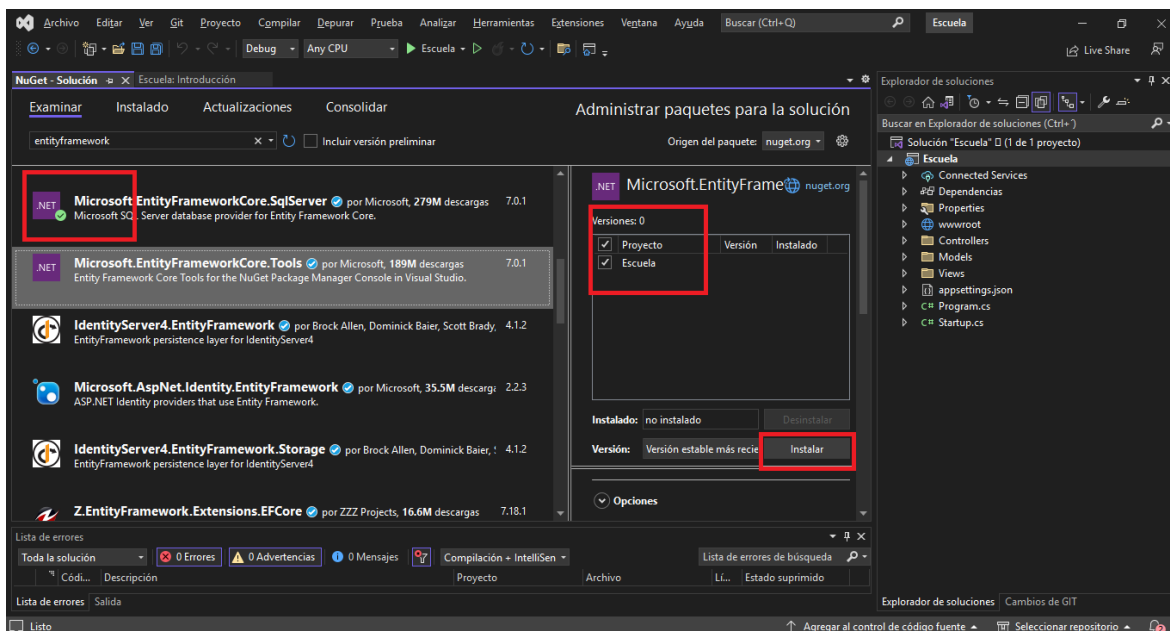 Archivo Editar Ver Git Proyecto Compilar Depurar Prueba Analizar Herramientas Extensiones Ventana Ayuda Buscar (Ctrl+Q) Escuela
Debug Any CPU Escuela Live Share
NuGet - Solución Escuela: Introducción
Examinar Instalado Actualizaciones Consolidar
Administrar paquetes para la solución
entityframework Incluir versión preliminar
Origen del paquete: nuget.org
.NET Microsoft.EntityFrameworkCore.SqlServer por Microsoft, 279M descargas 7.0.1
Microsoft SQL Server database provider for Entity Framework Core.
.NET Microsoft.EntityFrameworkCore.Tools por Microsoft, 189M descargas 7.0.1
Entity Framework Core Tools for the NuGet Package Manager Console in Visual Studio.
IdentityServer4.EntityFramework por Brock Allen, Dominick Baier, Scott Brady, 4.1.2
EntityFramework persistence layer for IdentityServer4
Microsoft.AspNet.Identity.EntityFramework por Microsoft, 35.5M descarga 2.2.3
ASP.NET Identity providers that use Entity Framework.
IdentityServer4.EntityFramework.Storage por Brock Allen, Dominick Baier, 4.1.2
EntityFramework persistence layer for IdentityServer4
Z.EntityFramework.Extensions.EFCore por ZZZ Projects, 16.6M descargas 7.18.1
.NET Microsoft.EntityFrame nuget.org
Versiones: 0
Proyecto Versión Instalado
Escuela
Instalado: no instalado Desinstalar
Versión: Versión estable más recie Instalar
Opciones
Explorador de soluciones
Buscar en Explorador de soluciones (Ctrl+´)
Solución "Escuela" (1 de 1 proyecto)
Escuela
Connected Services
Dependencias
Properties
wwwroot
Controllers
Models
Views
appsettings.json
C# Program.cs
C# Startup.cs
Lista de errores
Toda la solución 0 Errores 0 Advertencias 0 Mensajes Compilación + IntelliSen Lista de errores de búsqueda
Códi... Descripción Proyecto Archivo Lí... Estado suprimido
Lista de errores Salida
Explorador de soluciones Cambios de GIT
Listo Agregar al control de código fuente Seleccionar repositorio